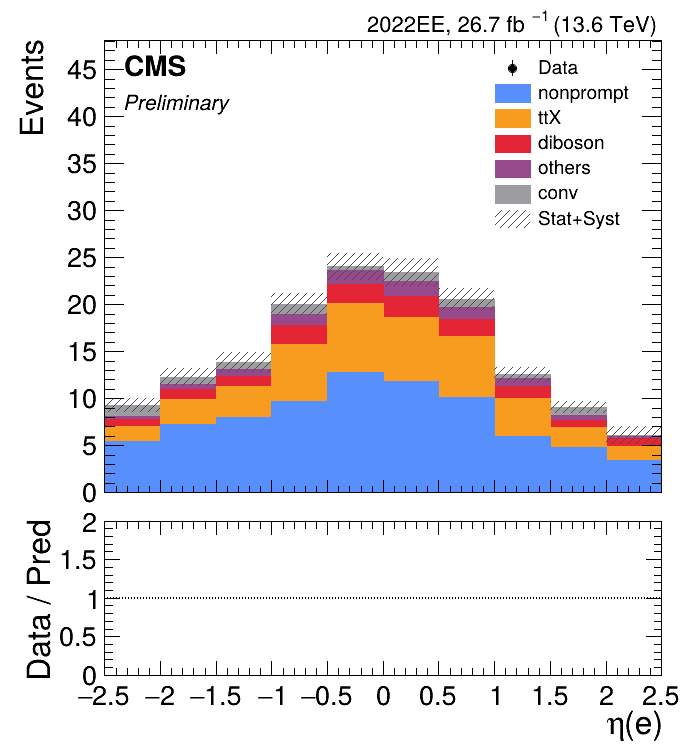 2022EE, 26.7 fb⁻¹ (13.6 TeV)
CMS
Preliminary
Data
nonprompt
ttX
diboson
others
conv
Stat+Syst
Events
45
40
35
30
25
20
15
10
5
0
Data / Pred
2
1.5
1
0.5
0
−2.5 −2 −1.5 −1 −0.5 0 0.5 1 1.5 2 2.5
η(e)